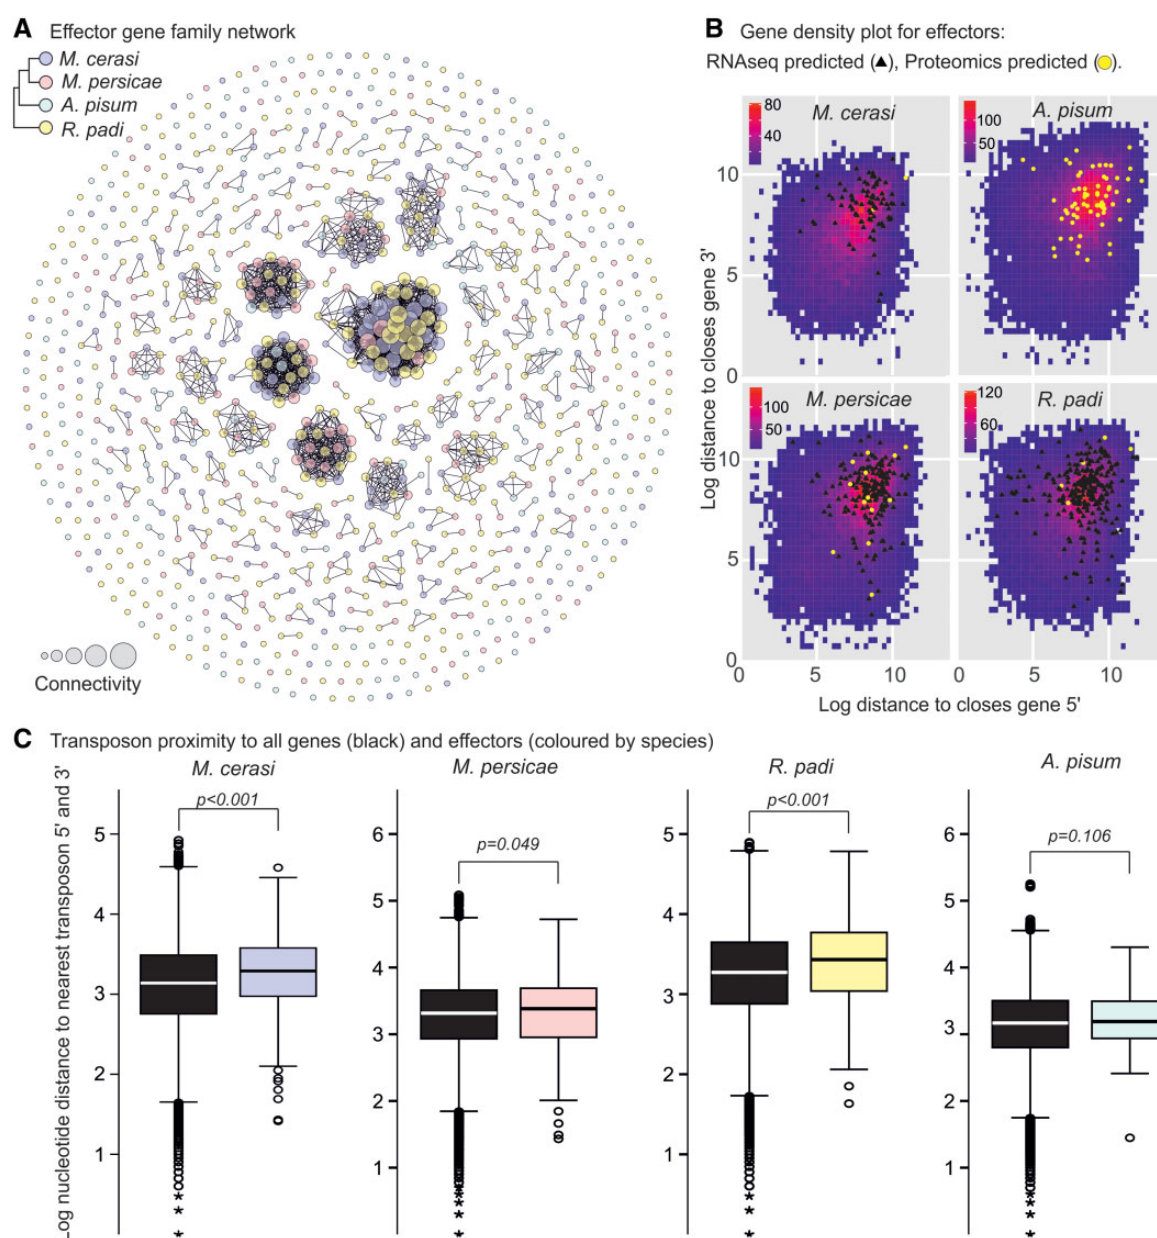 A Effector gene family network
M. cerasi
M. persicae
A. pisum
R. padi
Connectivity
B Gene density plot for effectors:
RNAseq predicted (▲), Proteomics predicted ( ).
Log distance to closes gene 3'
80
40
M. cerasi
100
50
A. pisum
10
5
0
100
50
M. persicae
120
60
R. padi
10
5
0
0 5 10 0 5 10
Log distance to closes gene 5'
C Transposon proximity to all genes (black) and effectors (coloured by species)
Log nucleotide distance to nearest transposon 5' and 3'
M. cerasi
p<0.001
5
4
3
2
1
M. persicae
p=0.049
6
5
4
3
2
1
R. padi
p<0.001
5
4
3
2
1
A. pisum
p=0.106
6
5
4
3
2
1